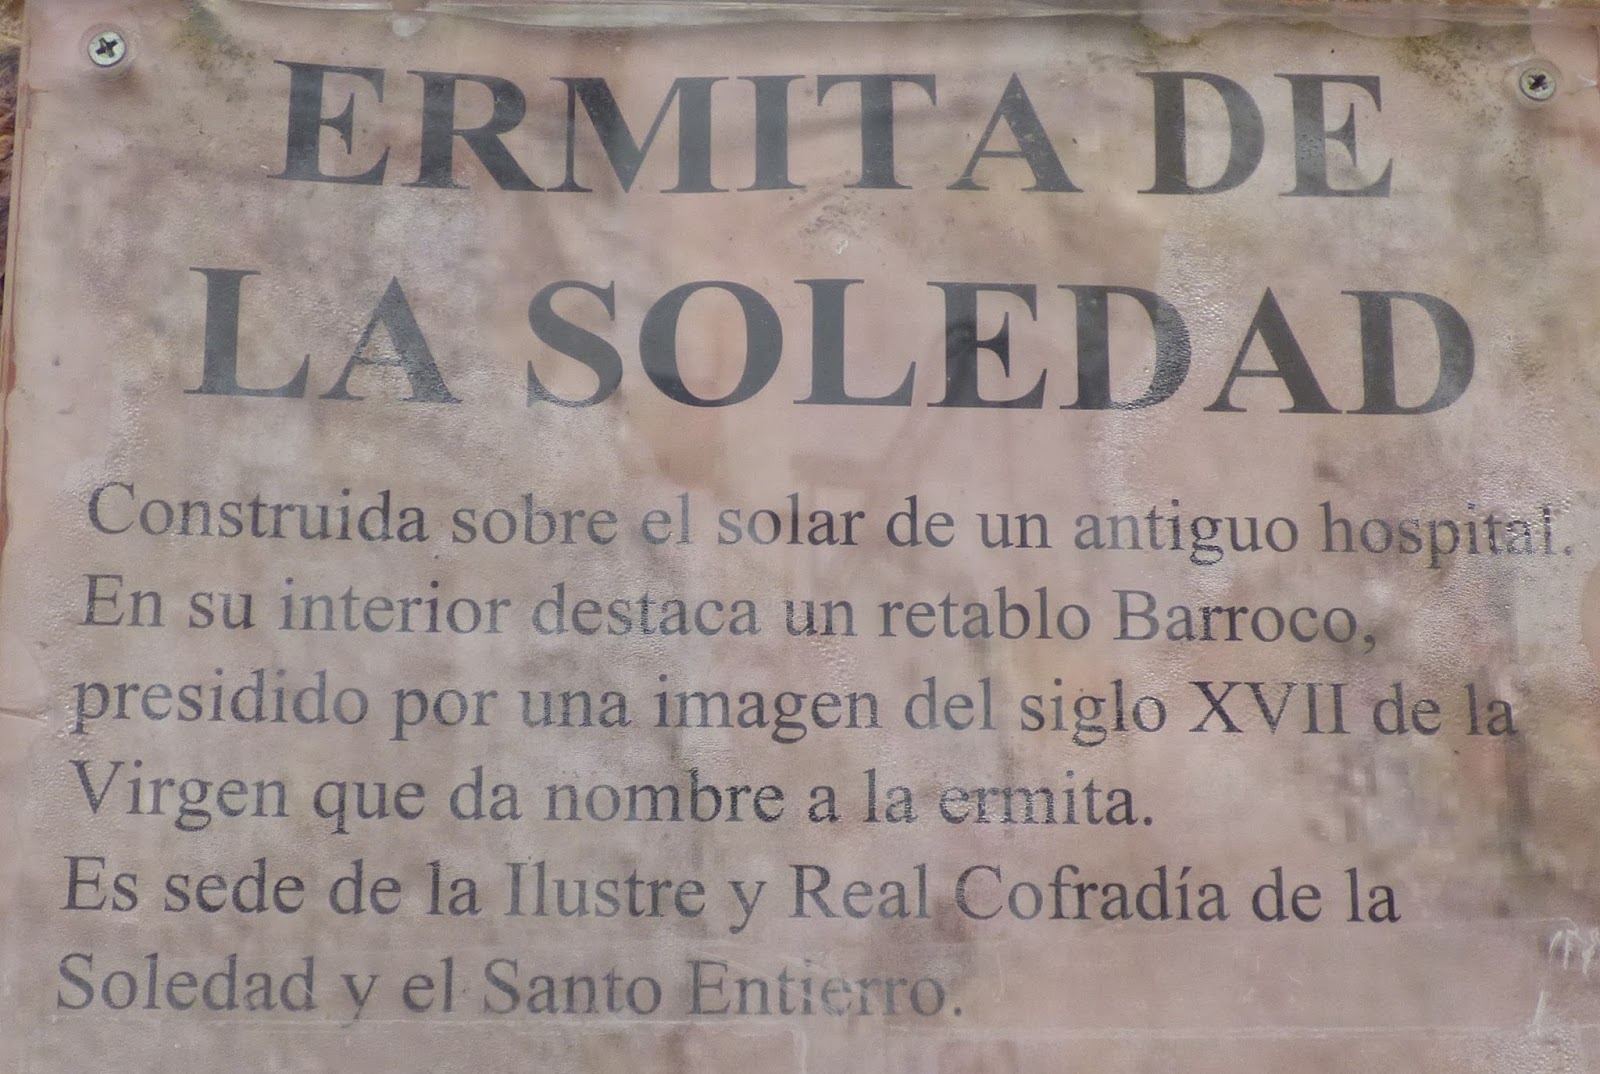 ERMITA DE
LA SOLEDAD
Construida sobre el solar de un antiguo hospital.
En su interior destaca un retablo Barroco,
presidido por una imagen del siglo XVII de la
Virgen que da nombre a la ermita.
Es sede de la Ilustre y Real Cofradía de la
Soledad y el Santo Entierro.